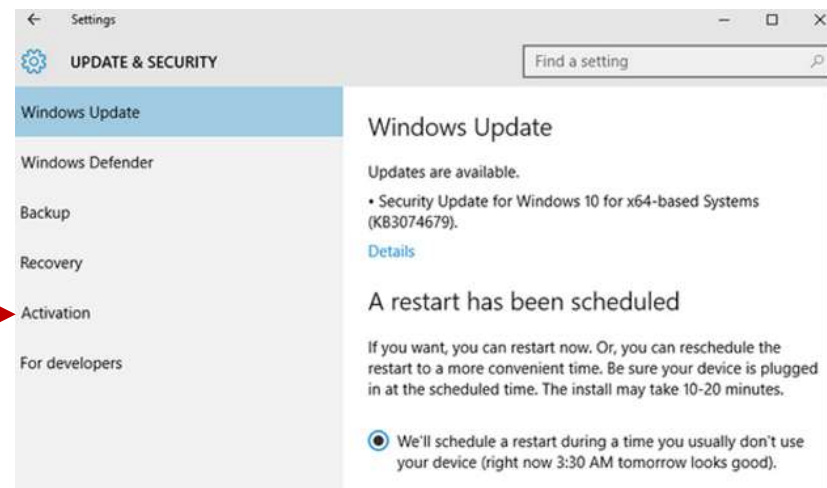 Settings
UPDATE & SECURITY
Find a setting
Windows Update
Windows Defender
Backup
Recovery
Activation
For developers
Windows Update
Updates are available.
• Security Update for Windows 10 for x64-based Systems
(KB3074679).
Details
A restart has been scheduled
If you want, you can restart now. Or, you can reschedule the
restart to a more convenient time. Be sure your device is plugged
in at the scheduled time. The install may take 10-20 minutes.
We'll schedule a restart during a time you usually don't use
your device (right now 3:30 AM tomorrow looks good).